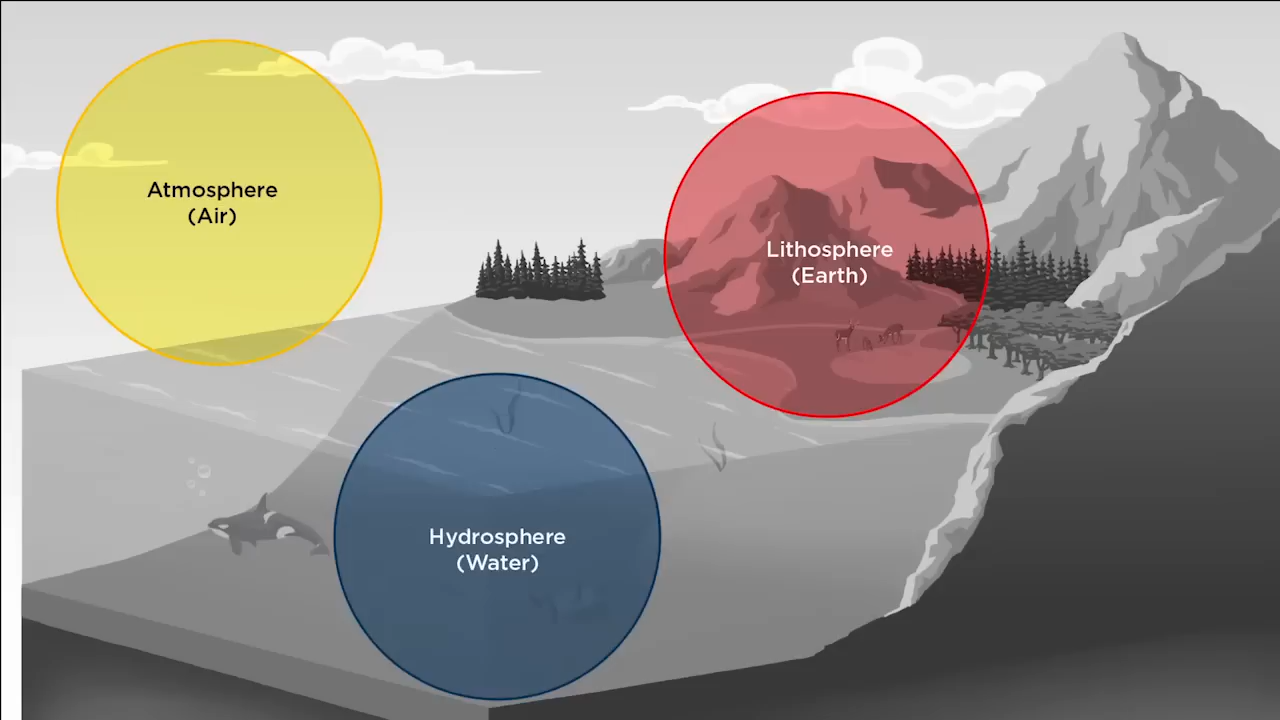 Atmosphere
(Air)
Lithosphere
(Earth)
Hydrosphere
(Water)